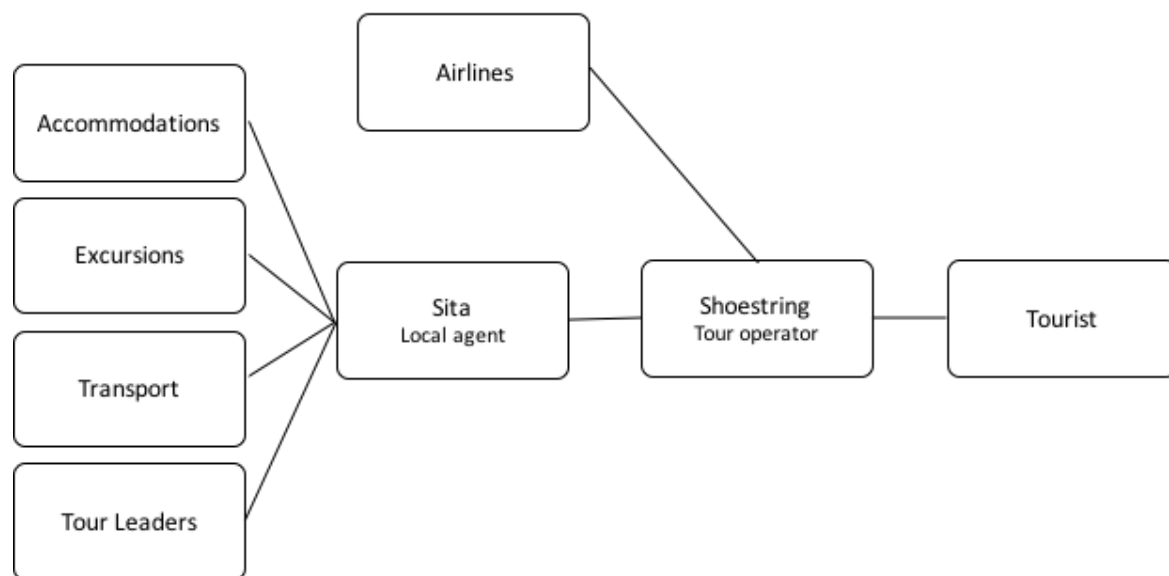 Airlines
Accommodations
Excursions
Transport
Tour Leaders
Sita
Local agent
Shoestring
Tour operator
Tourist